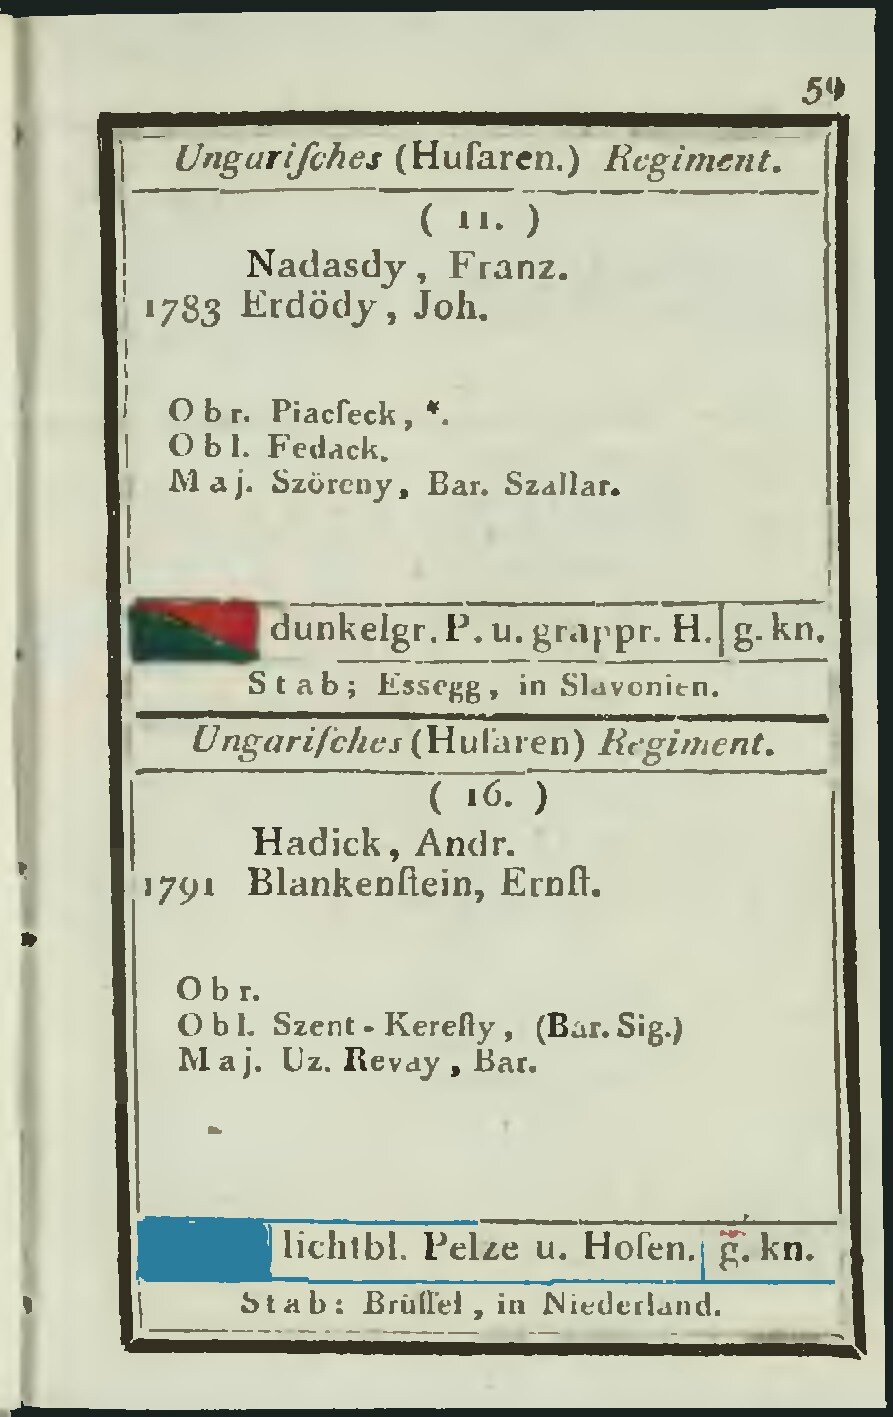 59
Ungariſches (Huſaren.) Regiment.
( 11. )
Nadasdy, Franz.
1783 Erdödy, Joh.
Obr. Piacſeck, *.
Obl. Fedack.
Maj. Szöreny, Bar. Szallar.
dunkelgr. P. u. grappr. H. g. kn.
Stab; Essegg, in Slavonien.
Ungariſches (Huſaren) Regiment.
( 16. )
Hadick, Andr.
1791 Blankenſtein, Ernſt.
Obr.
Obl. Szent-Kereſly, (Bar. Sig.)
Maj. Uz. Revay, Bar.
lichtbl. Pelze u. Hoſen. g. kn.
Stab: Brüſſel, in Niederland.